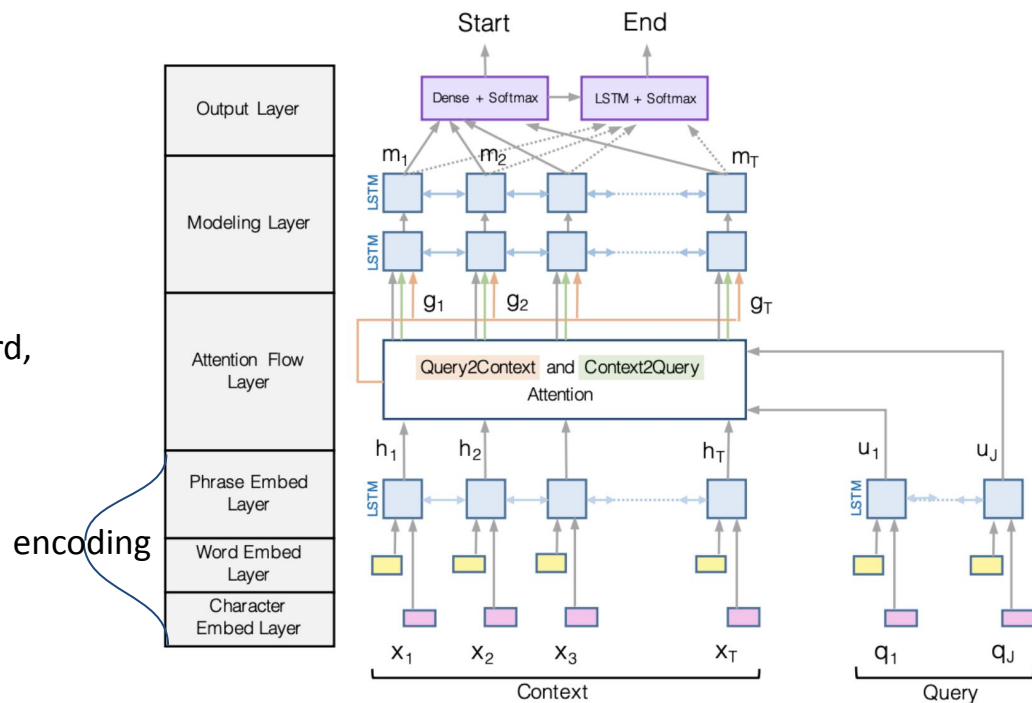 Start End
Output Layer
Dense + Softmax LSTM + Softmax
m1 m2 mT
LSTM
Modeling Layer
LSTM
g1 g2 gT
rd,
Attention Flow
Layer
Query2Context and Context2Query
Attention
h1 h2 hT u1 uJ
Phrase Embed
Layer
LSTM LSTM
encoding
Word Embed
Layer
Character
Embed Layer
x1 x2 x3 xT q1 qJ
Context Query